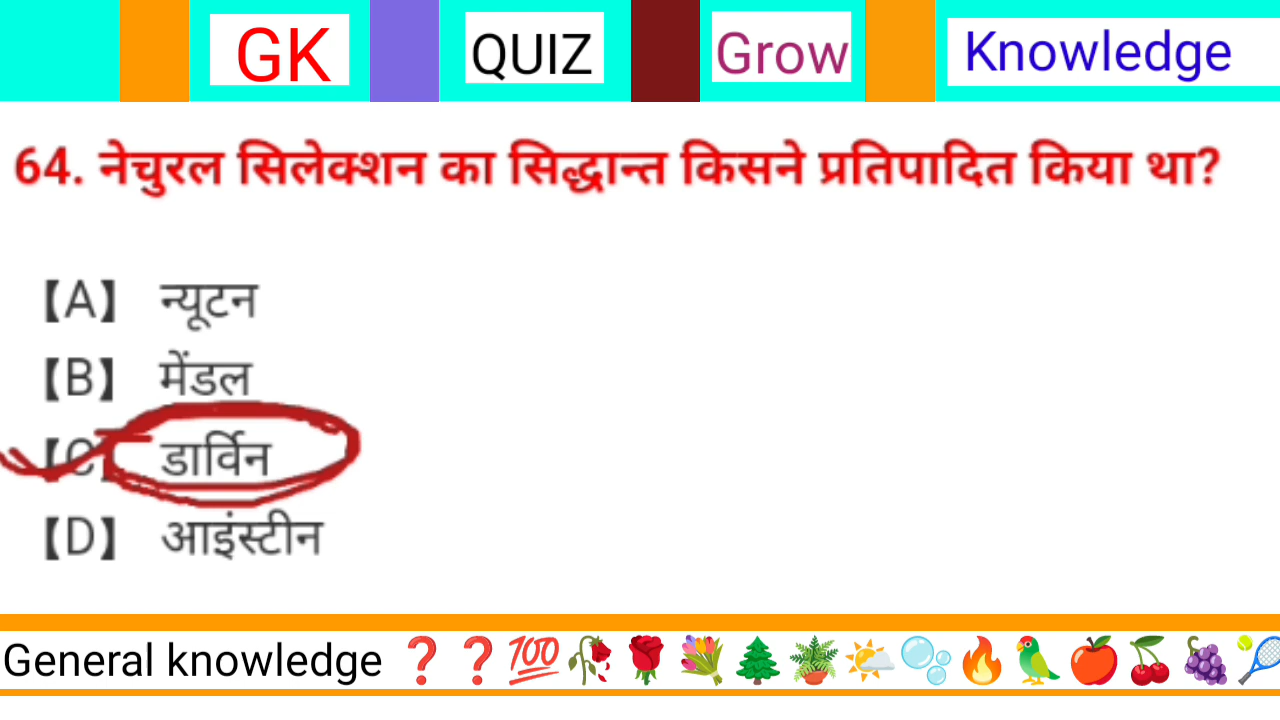 GK QUIZ Grow Knowledge
64. नेचुरल सिलेक्शन का सिद्धान्त किसने प्रतिपादित किया था?
【A】 न्यूटन
【B】 मेंडल
【C】 डार्विन
【D】 आइंस्टीन
General knowledge ❓❓💯🥀🌹💐🌲🪴🌤️🫧🔥🦜🍎🍒🍇🎾